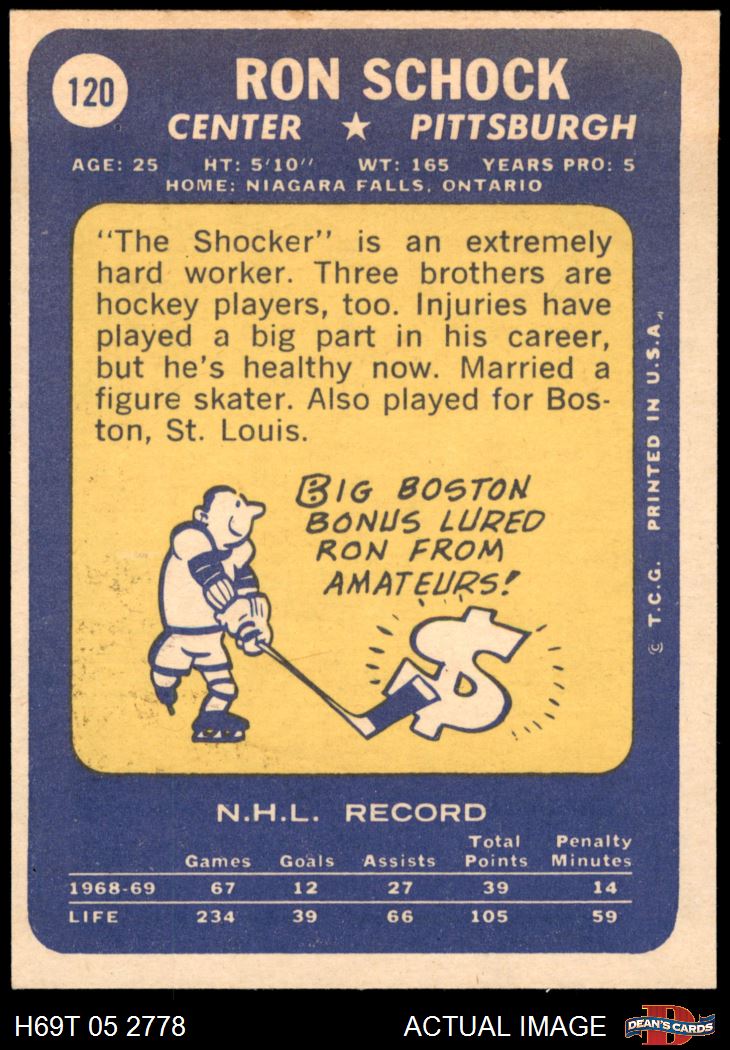 120
RON SCHOCK
CENTER ★ PITTSBURGH
AGE: 25 HT: 5'10" WT: 165 YEARS PRO: 5
HOME: NIAGARA FALLS, ONTARIO
"The Shocker" is an extremely
hard worker. Three brothers are
hockey players, too. Injuries have
played a big part in his career,
but he's healthy now. Married a
figure skater. Also played for Bos-
ton, St. Louis.
BIG BOSTON
BONUS LURED
RON FROM
AMATEURS!
$
© T.C.G. PRINTED IN U.S.A.
N.H.L. RECORD
Games Goals Assists Total Points Penalty Minutes
1968-69 67 12 27 39 14
LIFE 234 39 66 105 59
H69T 05 2778 ACTUAL IMAGE
D
DEAN'S CARDS